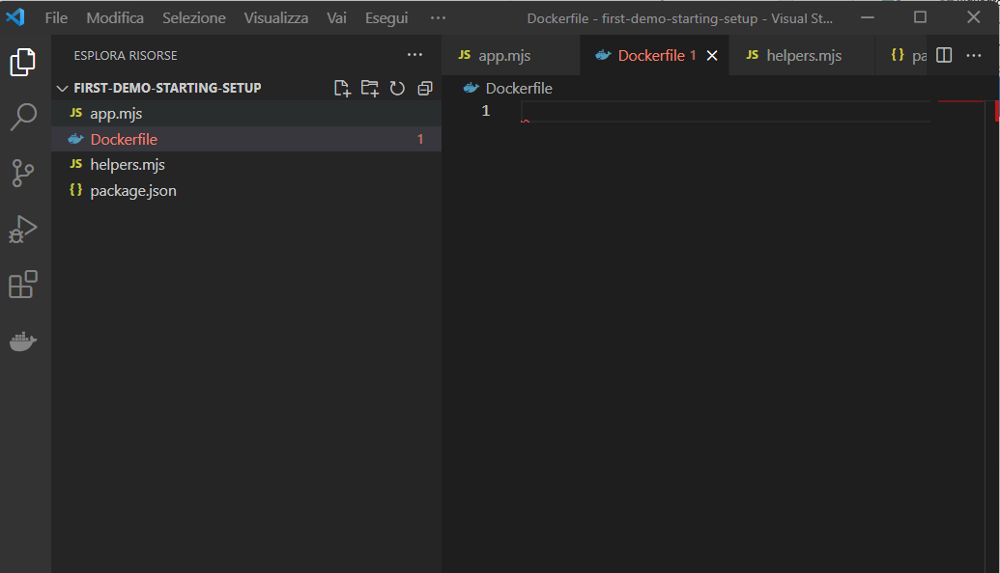 File Modifica Selezione Visualizza Vai Esegui ··· Dockerfile - first-demo-starting-setup - Visual St...
ESPLORA RISORSE ···
JS app.mjs Dockerfile 1 JS helpers.mjs {} pa ···
FIRST-DEMO-STARTING-SETUP
Dockerfile
JS app.mjs
1
Dockerfile 1
JS helpers.mjs
{} package.json